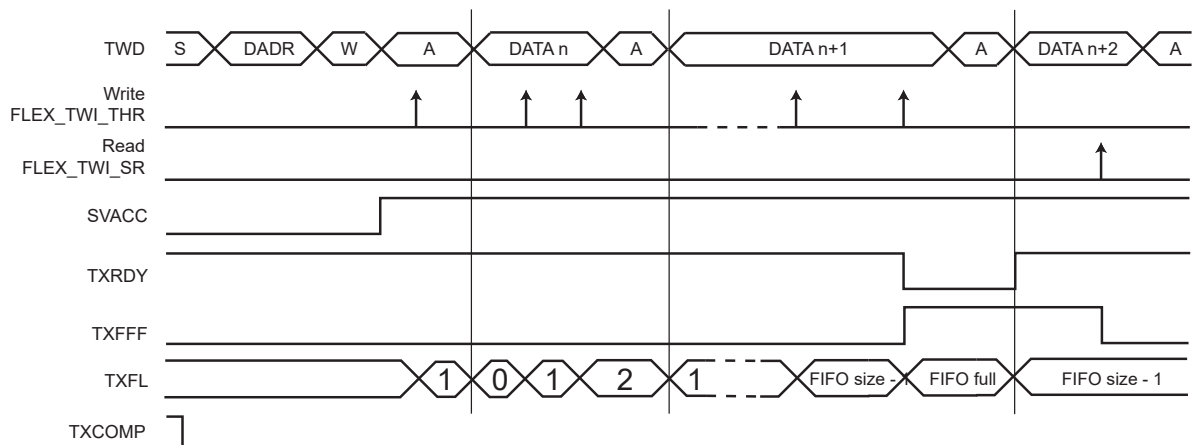 TWD S DADR W A DATA n A DATA n+1 A DATA n+2 A
Write
FLEX_TWI_THR
Read
FLEX_TWI_SR
SVACC
TXRDY
TXFFF
TXFL 1 0 1 2 1 FIFO size - 1 FIFO full FIFO size - 1
TXCOMP